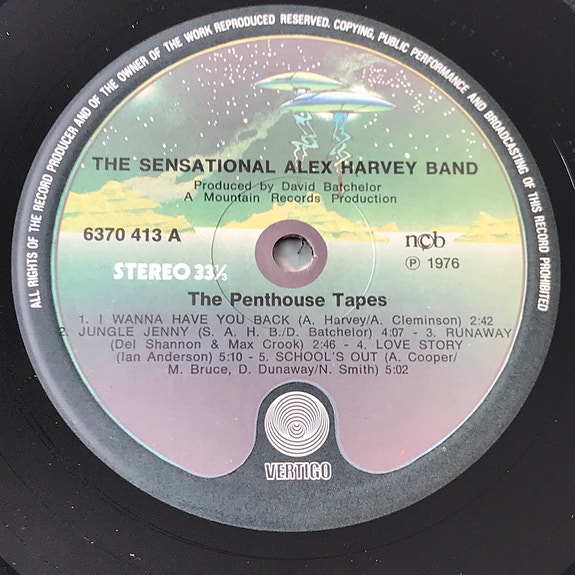 ALL RIGHTS OF THE RECORD PRODUCER AND OF THE OWNER OF THE WORK REPRODUCED RESERVED. COPYING, PUBLIC PERFORMANCE AND BROADCASTING OF THIS RECORD PROHIBITED
THE SENSATIONAL ALEX HARVEY BAND
Produced by David Batchelor
A Mountain Records Production
6370 413 A
ncb
STEREO 33⅓
Ⓟ 1976
The Penthouse Tapes
1. I WANNA HAVE YOU BACK (A. Harvey/A. Cleminson) 2:42
2. JUNGLE JENNY (S. A. H. B./D. Batchelor) 4:07 - 3. RUNAWAY
(Del Shannon & Max Crook) 2:46 - 4. LOVE STORY
(Ian Anderson) 5:10 - 5. SCHOOL'S OUT (A. Cooper/
M. Bruce, D. Dunaway/N. Smith) 5:02
VERTIGO